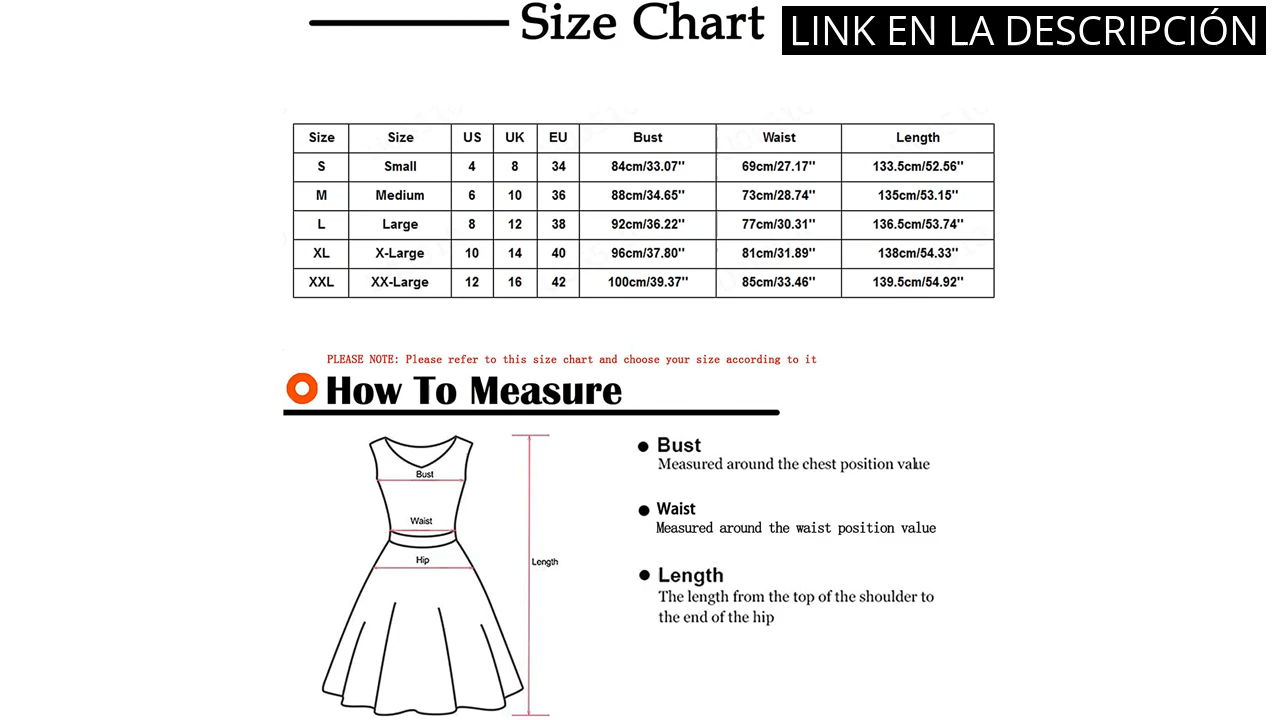 Size Chart
LINK EN LA DESCRIPCIÓN
Size Size US UK EU Bust Waist Length
S Small 4 8 34 84cm/33.07'' 69cm/27.17'' 133.5cm/52.56''
M Medium 6 10 36 88cm/34.65'' 73cm/28.74'' 135cm/53.15''
L Large 8 12 38 92cm/36.22'' 77cm/30.31'' 136.5cm/53.74''
XL X-Large 10 14 40 96cm/37.80'' 81cm/31.89'' 138cm/54.33''
XXL XX-Large 12 16 42 100cm/39.37'' 85cm/33.46'' 139.5cm/54.92''
PLEASE NOTE: Please refer to this size chart and choose your size according to it
How To Measure
Bust
Waist
Hip
Length
Bust
Measured around the chest position value
Waist
Measured around the waist position value
Length
The length from the top of the shoulder to
the end of the hip